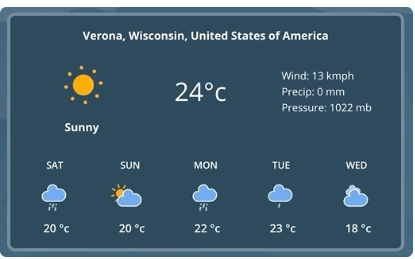 Verona, Wisconsin, United States of America
24°c
Wind: 13 kmph
Precip: 0 mm
Pressure: 1022 mb
Sunny
SAT SUN MON TUE WED
20 °c 20 °c 22 °c 23 °c 18 °c